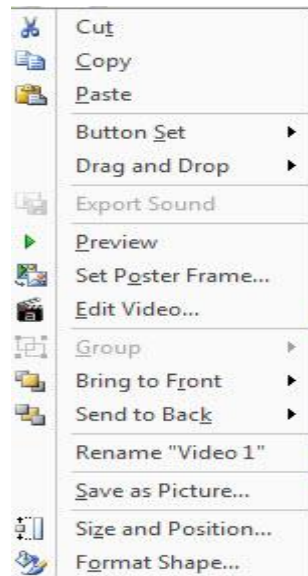 Cut
Copy
Paste
Button Set
Drag and Drop
Export Sound
Preview
Set Poster Frame...
Edit Video...
Group
Bring to Front
Send to Back
Rename "Video 1"
Save as Picture...
Size and Position...
Format Shape...